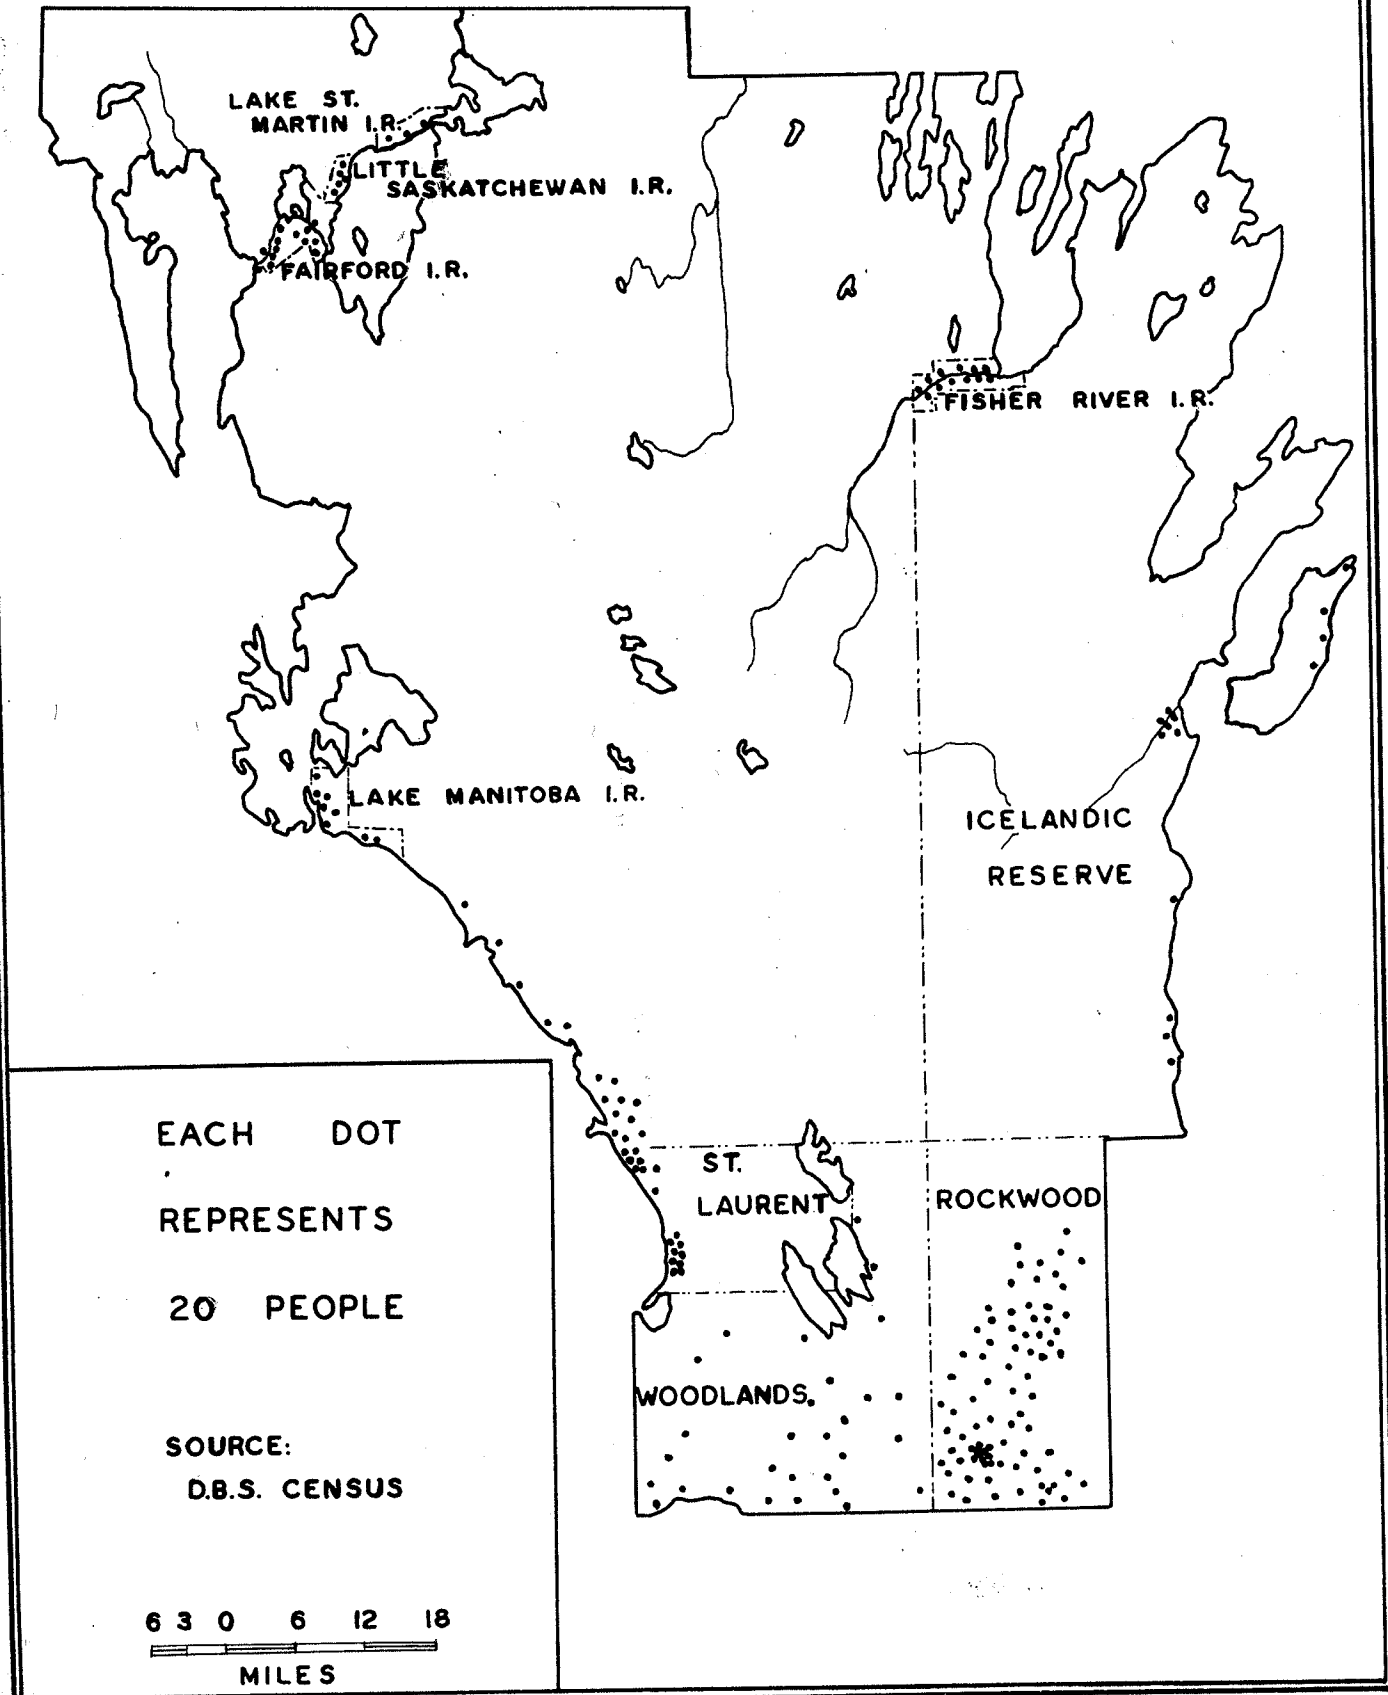 LAKE ST.
MARTIN I.R.
LITTLE
SASKATCHEWAN I.R.
FAIRFORD I.R.
FISHER RIVER I.R.
LAKE MANITOBA I.R.
ICELANDIC
RESERVE
EACH DOT
REPRESENTS
20 PEOPLE
SOURCE:
D.B.S. CENSUS
ST.
LAURENT
ROCKWOOD
WOODLANDS
6 3 0 6 12 18
MILES